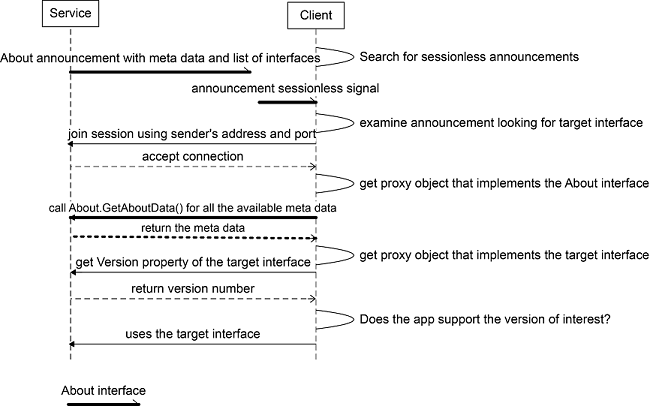 Service
Client
Search for sessionless announcements
About announcement with meta data and list of interfaces
announcement sessionless signal
examine announcement looking for target interface
join session using sender's address and port
accept connection
get proxy object that implements the About interface
call About.GetAboutData() for all the available meta data
return the meta data
get proxy object that implements the target interface
get Version property of the target interface
return version number
Does the app support the version of interest?
uses the target interface
About interface